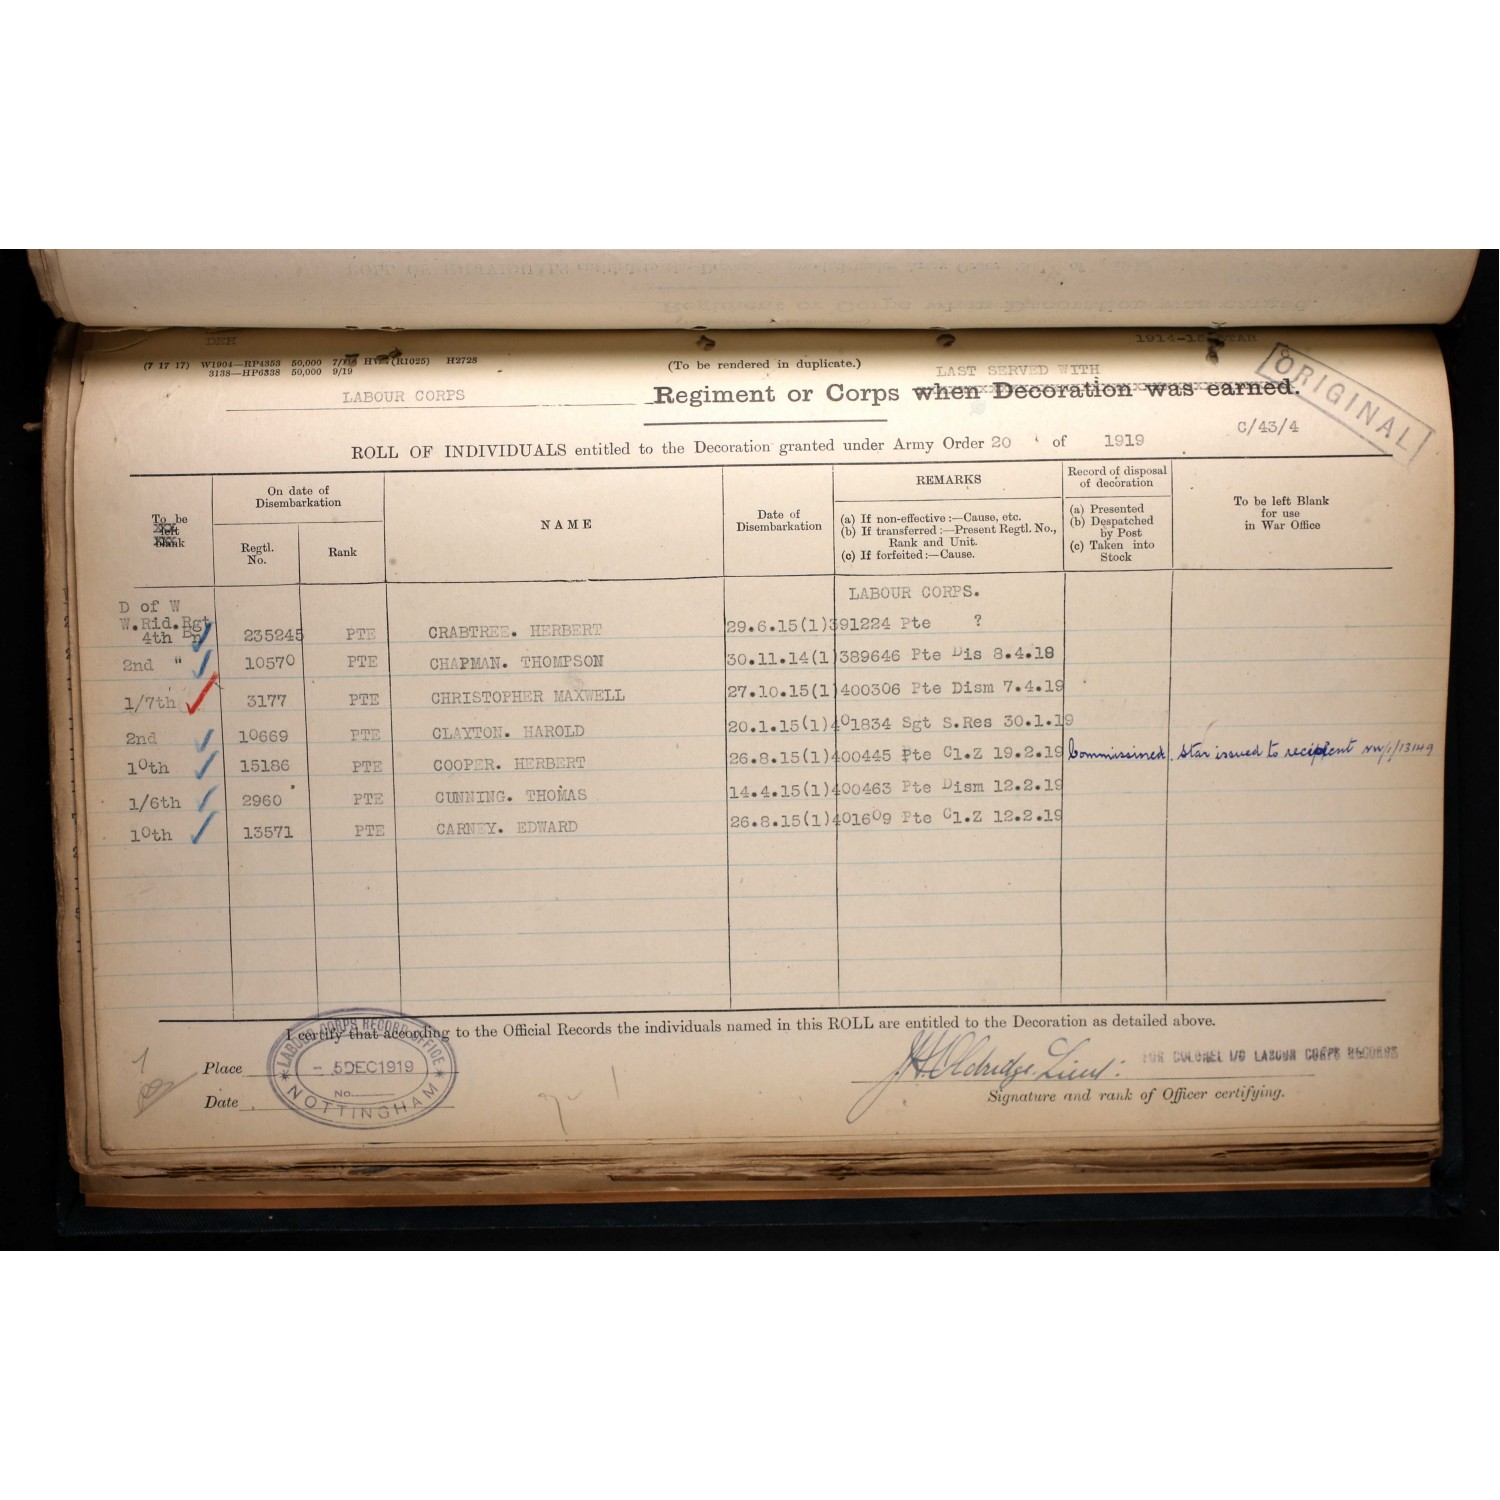 DEH
1914-15 STAR
(7 17 17) W1904—RP4353 50,000 HV (R1025) H2728
3138—HP6338 50,000 9/19
(To be rendered in duplicate.)
LAST SERVED WITH
ORIGINAL
LABOUR CORPS Regiment or Corps when Decoration was earned.
C/43/4
ROLL OF INDIVIDUALS entitled to the Decoration granted under Army Order 20 of 1919
To be left blank
On date of Disembarkation
Regtl. No.
Rank
NAME
Date of Disembarkation
REMARKS
(a) If non-effective:—Cause, etc.
(b) If transferred:—Present Regtl. No., Rank and Unit.
(c) If forfeited:—Cause.
Record of disposal of decoration
(a) Presented
(b) Despatched by Post
(c) Taken into Stock
To be left Blank for use in War Office
LABOUR CORPS.
D of W
W.Rid.Rgt
4th Bn 235245 PTE CRABTREE. HERBERT 29.6.15(1) 391224 Pte ?
2nd " 10570 PTE CHAPMAN. THOMPSON 30.11.14(1) 389646 Pte Dis 8.4.18
1/7th 3177 PTE CHRISTOPHER MAXWELL 27.10.15(1) 400306 Pte Dism 7.4.19
2nd 10669 PTE CLAYTON. HAROLD 20.1.15(1) 401834 Sgt S.Res 30.1.19
10th 15186 PTE COOPER. HERBERT 26.8.15(1) 400445 Pte Cl.Z 19.2.19 Commissioned. Star issued to recipient
1/6th 2960 PTE CUNNING. THOMAS 14.4.15(1) 400463 Pte Dism 12.2.19
10th 13571 PTE CARNEY. EDWARD 26.8.15(1) 401609 Pte Cl.Z 12.2.19
I certify that according to the Official Records the individuals named in this ROLL are entitled to the Decoration as detailed above.
Place
Date
LABOUR CORPS RECORD OFFICE
- 5 DEC 1919
No.
NOTTINGHAM
Oldridge Lieut:
FOR COLONEL I/C LABOUR CORPS RECORDS
Signature and rank of Officer certifying.